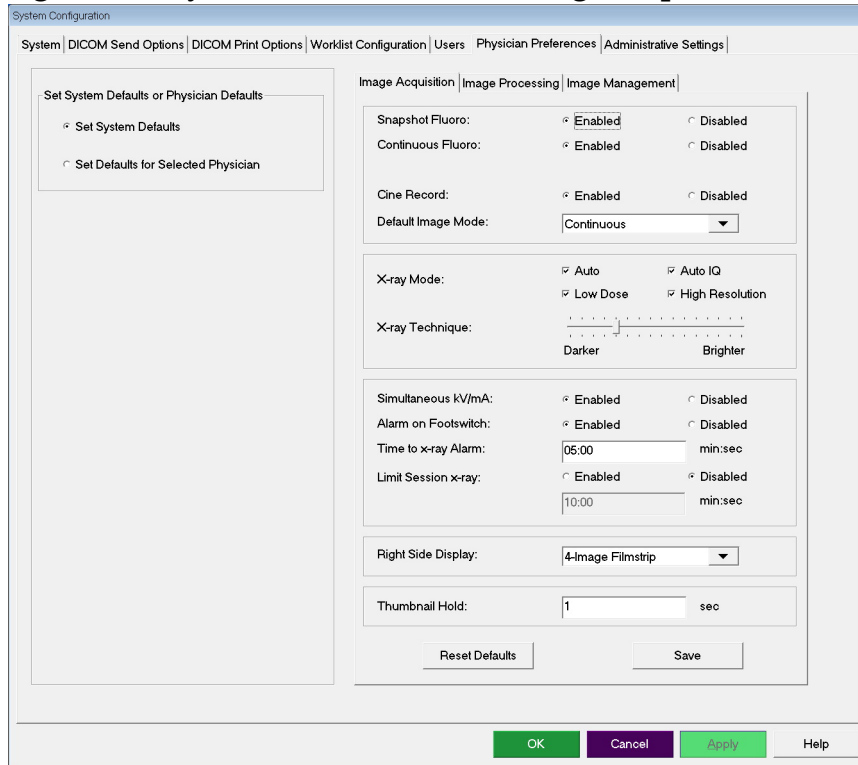 System Configuration
System DICOM Send Options DICOM Print Options Worklist Configuration Users Physician Preferences Administrative Settings
Set System Defaults or Physician Defaults
Set System Defaults
Set Defaults for Selected Physician
Image Acquisition Image Processing Image Management
Snapshot Fluoro: Enabled Disabled
Continuous Fluoro: Enabled Disabled
Cine Record: Enabled Disabled
Default Image Mode: Continuous
X-ray Mode: Auto Auto IQ
Low Dose High Resolution
X-ray Technique:
Darker Brighter
Simultaneous kV/mA: Enabled Disabled
Alarm on Footswitch: Enabled Disabled
Time to x-ray Alarm: 05:00 min:sec
Limit Session x-ray: Enabled Disabled
10:00 min:sec
Right Side Display: 4-Image Filmstrip
Thumbnail Hold: 1 sec
Reset Defaults Save
OK Cancel Apply Help